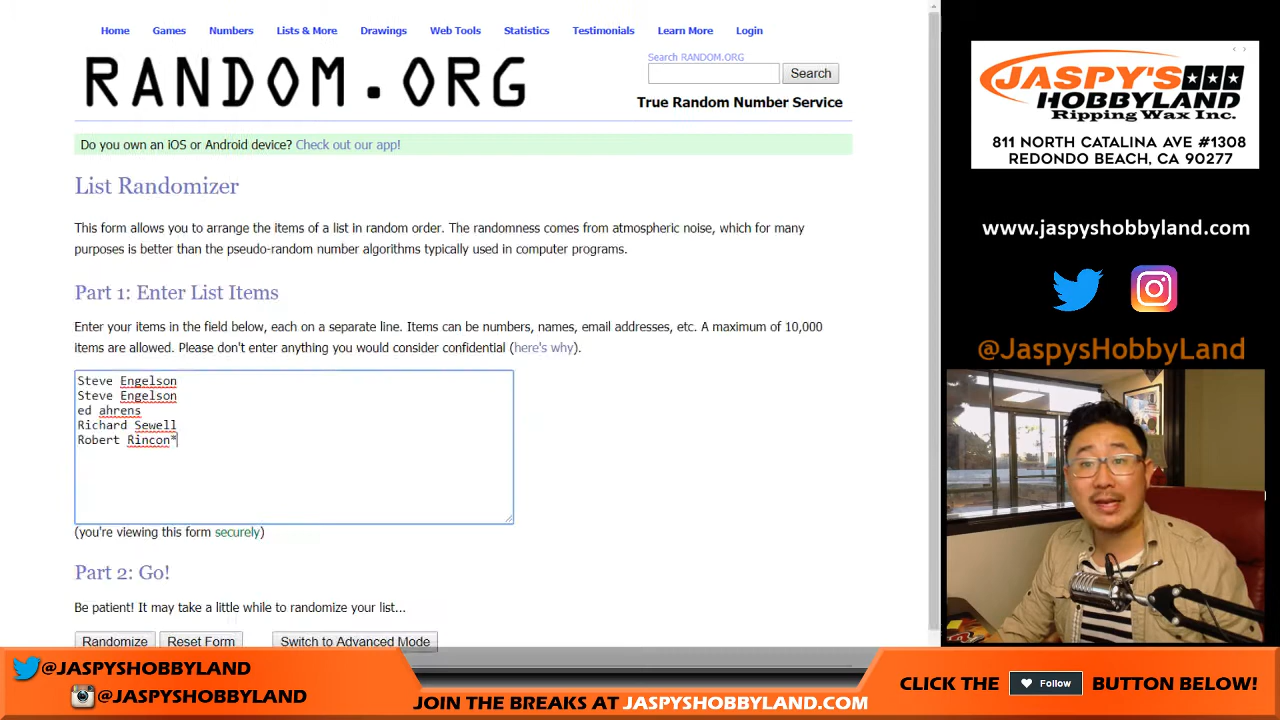 Home Games Numbers Lists & More Drawings Web Tools Statistics Testimonials Learn More Login
RANDOM.ORG
Search RANDOM.ORG
Search
True Random Number Service
Do you own an iOS or Android device? Check out our app!
List Randomizer
This form allows you to arrange the items of a list in random order. The randomness comes from atmospheric noise, which for many
purposes is better than the pseudo-random number algorithms typically used in computer programs.
Part 1: Enter List Items
Enter your items in the field below, each on a separate line. Items can be numbers, names, email addresses, etc. A maximum of 10,000
items are allowed. Please don't enter anything you would consider confidential (here's why).
Steve Engelson
Steve Engelson
ed ahrens
Richard Sewell
Robert Rincon*
(you're viewing this form securely)
Part 2: Go!
Be patient! It may take a little while to randomize your list...
Randomize Reset Form Switch to Advanced Mode
JASPY'S
HOBBYLAND
Ripping Wax Inc.
811 NORTH CATALINA AVE #1308
REDONDO BEACH, CA 90277
www.jaspyshobbyland.com
@JaspysHobbyLand
@JASPYSHOBBYLAND
@JASPYSHOBBYLAND
JOIN THE BREAKS AT JASPYSHOBBYLAND.COM
CLICK THE Follow BUTTON BELOW!